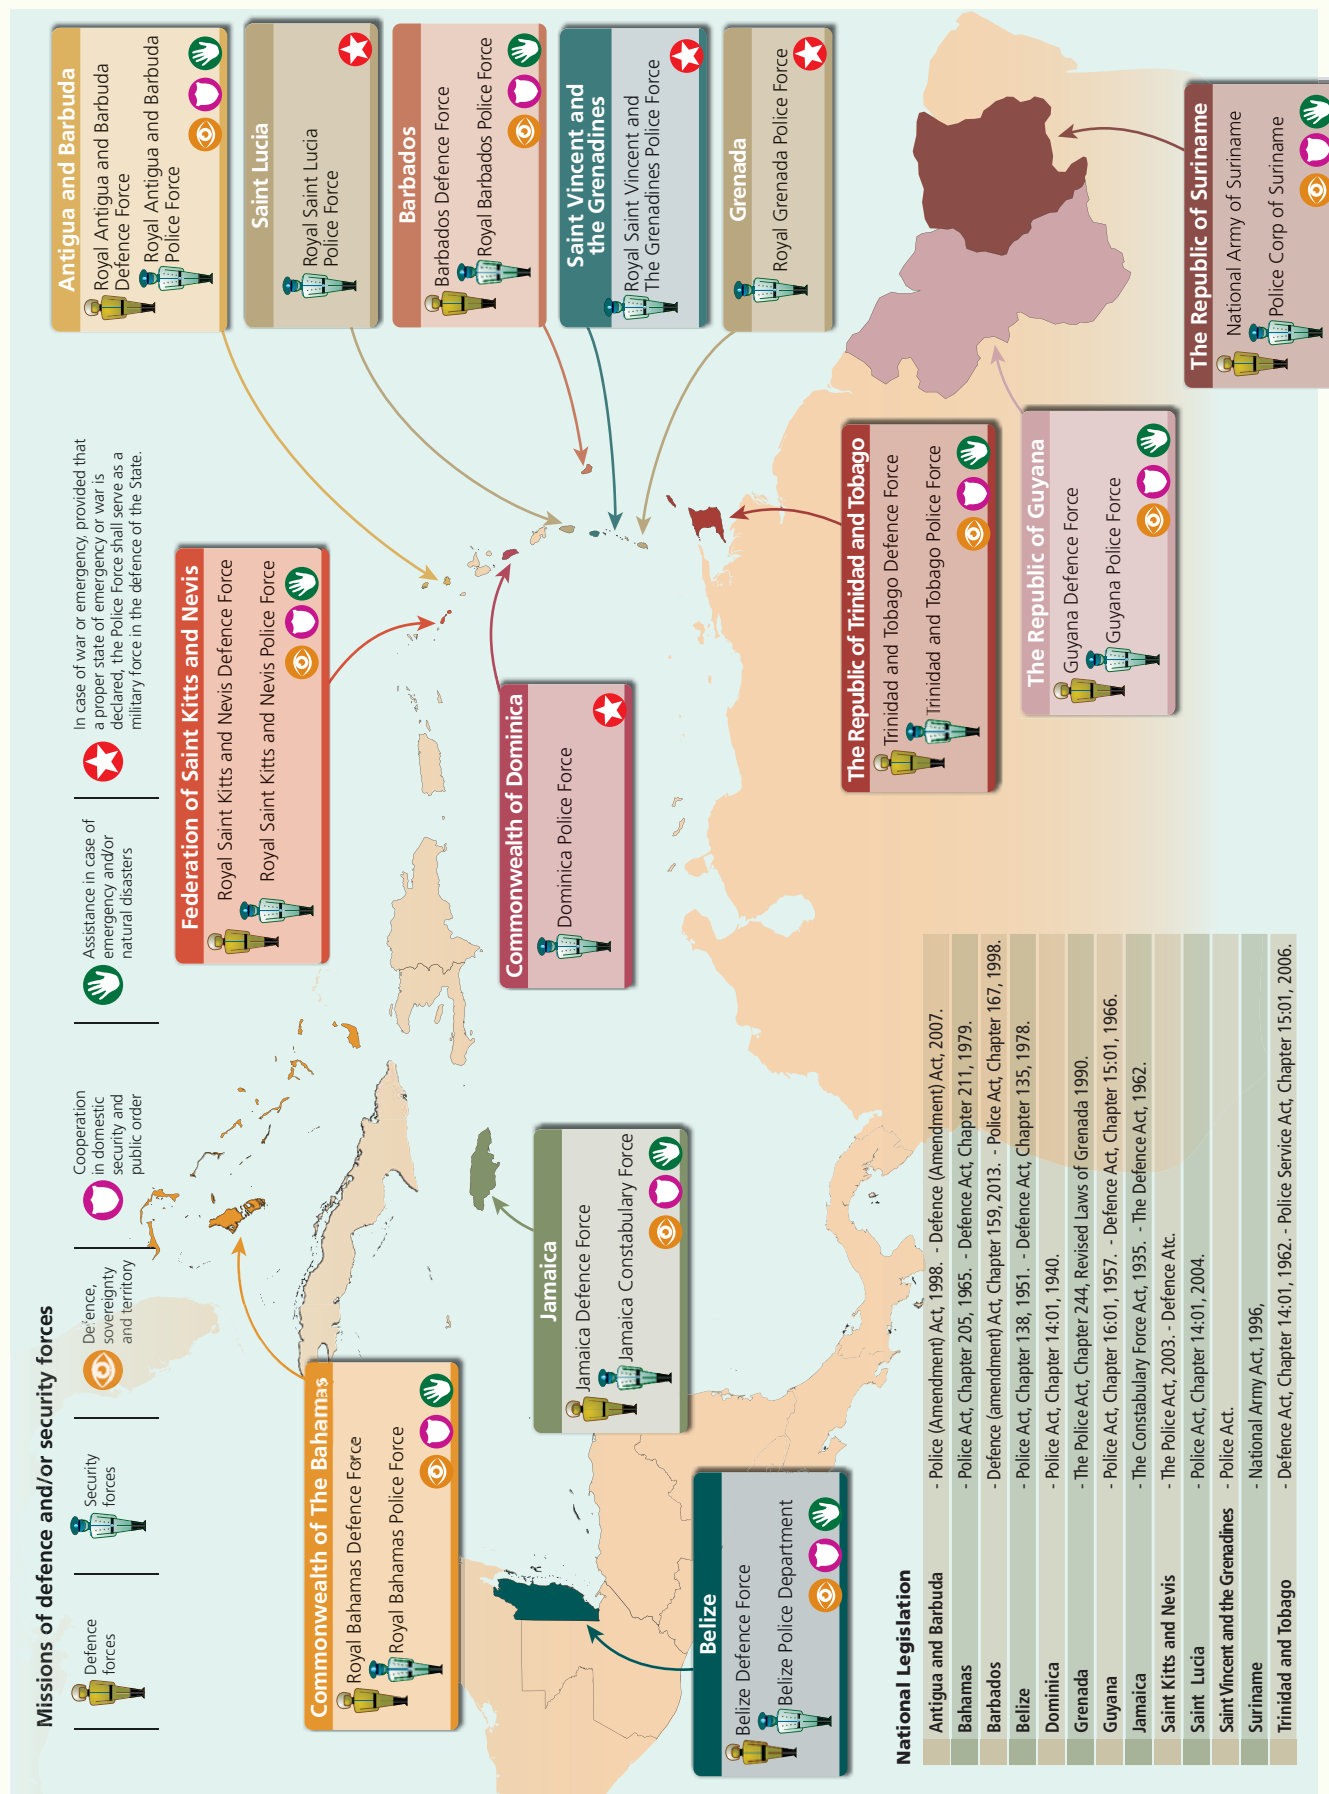 Missions of defence and/or security forces
Defence
forces
Security
forces
Defence,
sovereignty
and territory
Cooperation
in domestic
security and
public order
Assistance in case of
emergency and/or
natural disasters
In case of war or emergency, provided that
a proper state of emergency or war is
declared, the Police Force shall serve as a
military force in the defence of the State.
Antigua and Barbuda
Royal Antigua and Barbuda
Defence Force
Royal Antigua and Barbuda
Police Force
Saint Lucia
Royal Saint Lucia
Police Force
Barbados
Barbados Defence Force
Royal Barbados Police Force
Saint Vincent and
the Grenadines
Royal Saint Vincent and
The Grenadines Police Force
Grenada
Royal Grenada Police Force
Federation of Saint Kitts and Nevis
Royal Saint Kitts and Nevis Defence Force
Royal Saint Kitts and Nevis Police Force
Commonwealth of Dominica
Dominica Police Force
Commonwealth of The Bahamas
Royal Bahamas Defence Force
Royal Bahamas Police Force
Jamaica
Jamaica Defence Force
Jamaica Constabulary Force
Belize
Belize Defence Force
Belize Police Department
The Republic of Trinidad and Tobago
Trinidad and Tobago Defence Force
Trinidad and Tobago Police Force
The Republic of Guyana
Guyana Defence Force
Guyana Police Force
The Republic of Suriname
National Army of Suriname
Police Corp of Suriname
National Legislation
Antigua and Barbuda - Police (Amendment) Act, 1998. - Defence (Amendment) Act, 2007.
Bahamas - Police Act, Chapter 205, 1965. - Defence Act, Chapter 211, 1979.
Barbados - Defence (amendment) Act, Chapter 159, 2013. - Police Act, Chapter 167, 1998.
Belize - Police Act, Chapter 138, 1951. - Defence Act, Chapter 135, 1978.
Dominica - Police Act, Chapter 14:01, 1940.
Grenada - The Police Act, Chapter 244, Revised Laws of Grenada 1990.
Guyana - Police Act, Chapter 16:01, 1957. - Defence Act, Chapter 15:01, 1966.
Jamaica - The Constabulary Force Act, 1935. - The Defence Act, 1962.
Saint Kitts and Nevis - The Police Act, 2003. - Defence Atc.
Saint Lucia - Police Act, Chapter 14:01, 2004.
Saint Vincent and the Grenadines - Police Act.
Suriname - National Army Act, 1996,
Trinidad and Tobago - Defence Act, Chapter 14:01, 1962. - Police Service Act, Chapter 15:01, 2006.